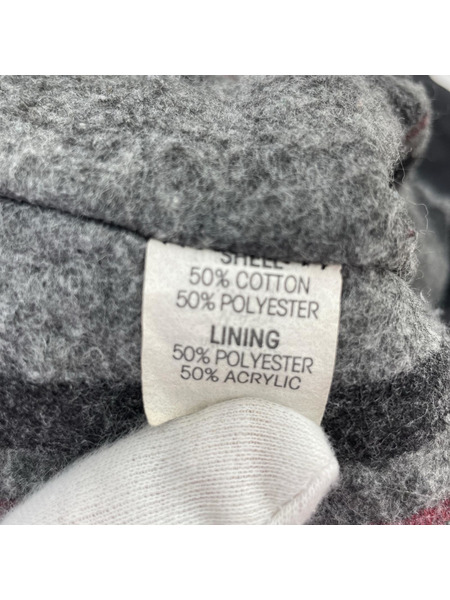 SHELL
50% COTTON
50% POLYESTER
LINING
50% POLYESTER
50% ACRYLIC